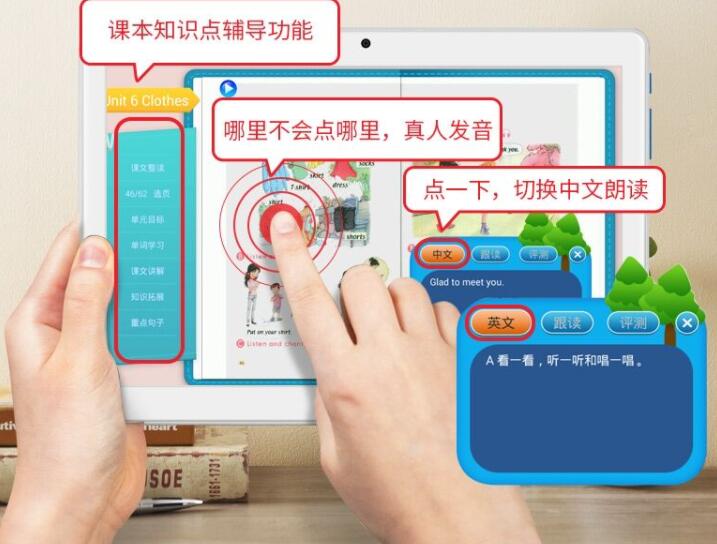 课本知识点辅导功能
Unit 6 Clothes
哪里不会点哪里，真人发音
课文整读
46/62 选页
单元目标
单词学习
课文讲解
知识拓展
重点句子
socks
skirt
T-shirt
dress
shirt
shorts
点一下，切换中文朗读
中文
跟读
评测
Glad to meet you.
英文
跟读
评测
A 看一看，听一听和唱一唱。
Put on your shirt.
C Listen and chant
heart
SOE
1661-1731